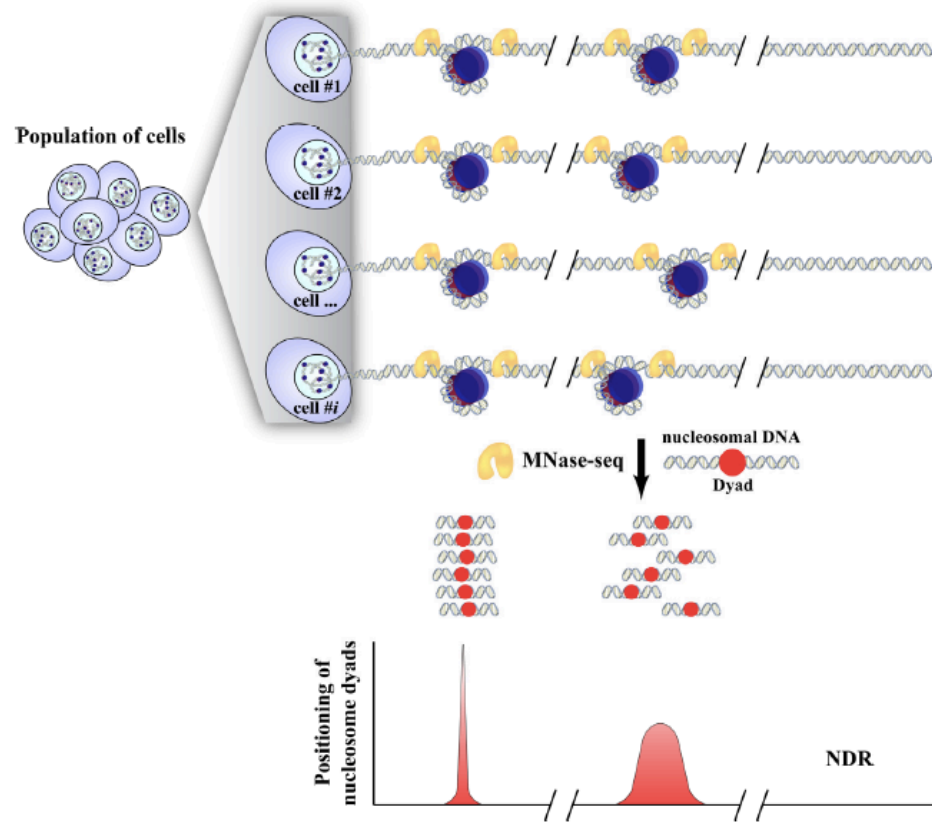 Population of cells
cell #1
cell #2
cell ...
cell #i
MNase-seq
nucleosomal DNA
Dyad
Positioning of
nucleosome dyads
NDR